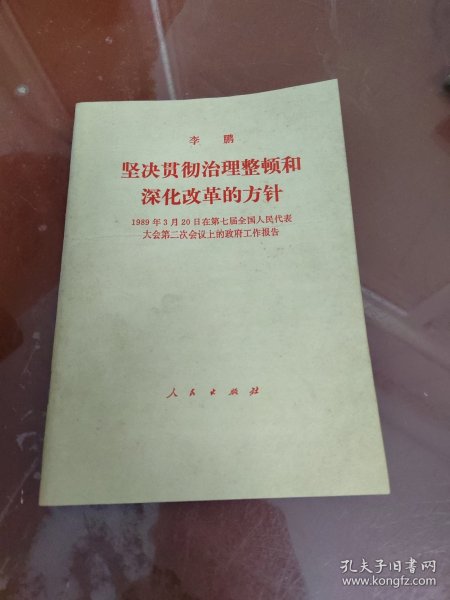 李 鹏
坚决贯彻治理整顿和
深化改革的方针
1989年3月20日在第七届全国人民代表
大会第二次会议上的政府工作报告
人民出版社
孔夫子旧书网
www.kongfz.com